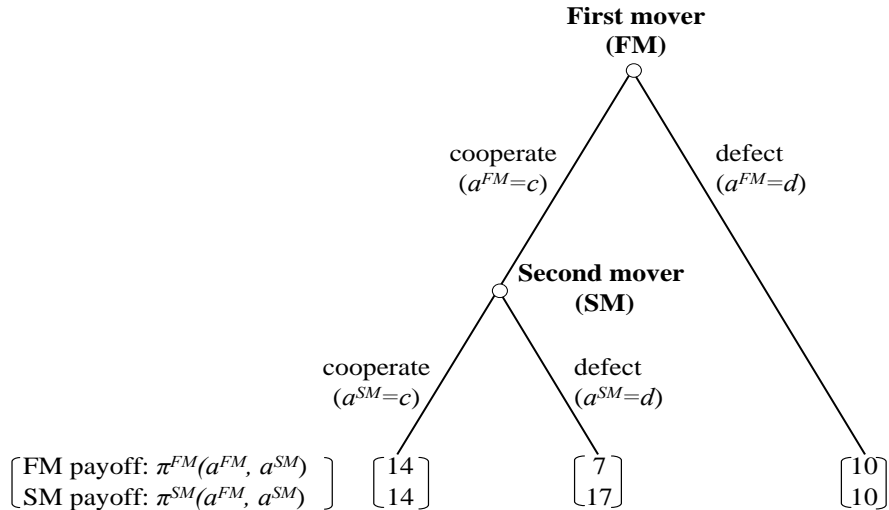 First mover
(FM)
cooperate
(a^{FM}=c)
defect
(a^{FM}=d)
Second mover
(SM)
cooperate
(a^{SM}=c)
defect
(a^{SM}=d)
FM payoff: π^{FM}(a^{FM}, a^{SM}) 14 7 10
SM payoff: π^{SM}(a^{FM}, a^{SM}) 14 17 10